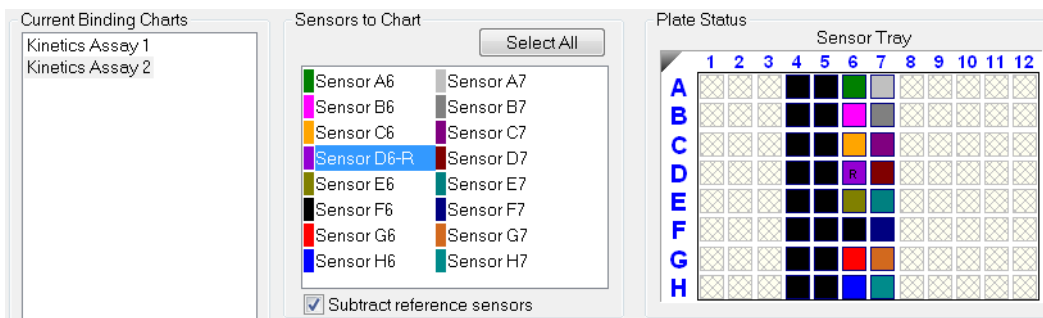 Current Binding Charts
Kinetics Assay 1
Kinetics Assay 2
Sensors to Chart
Select All
Sensor A6 Sensor A7
Sensor B6 Sensor B7
Sensor C6 Sensor C7
Sensor D6-R Sensor D7
Sensor E6 Sensor E7
Sensor F6 Sensor F7
Sensor G6 Sensor G7
Sensor H6 Sensor H7
Subtract reference sensors
Plate Status
Sensor Tray
1 2 3 4 5 6 7 8 9 10 11 12
A
B
C
D R
E
F
G
H